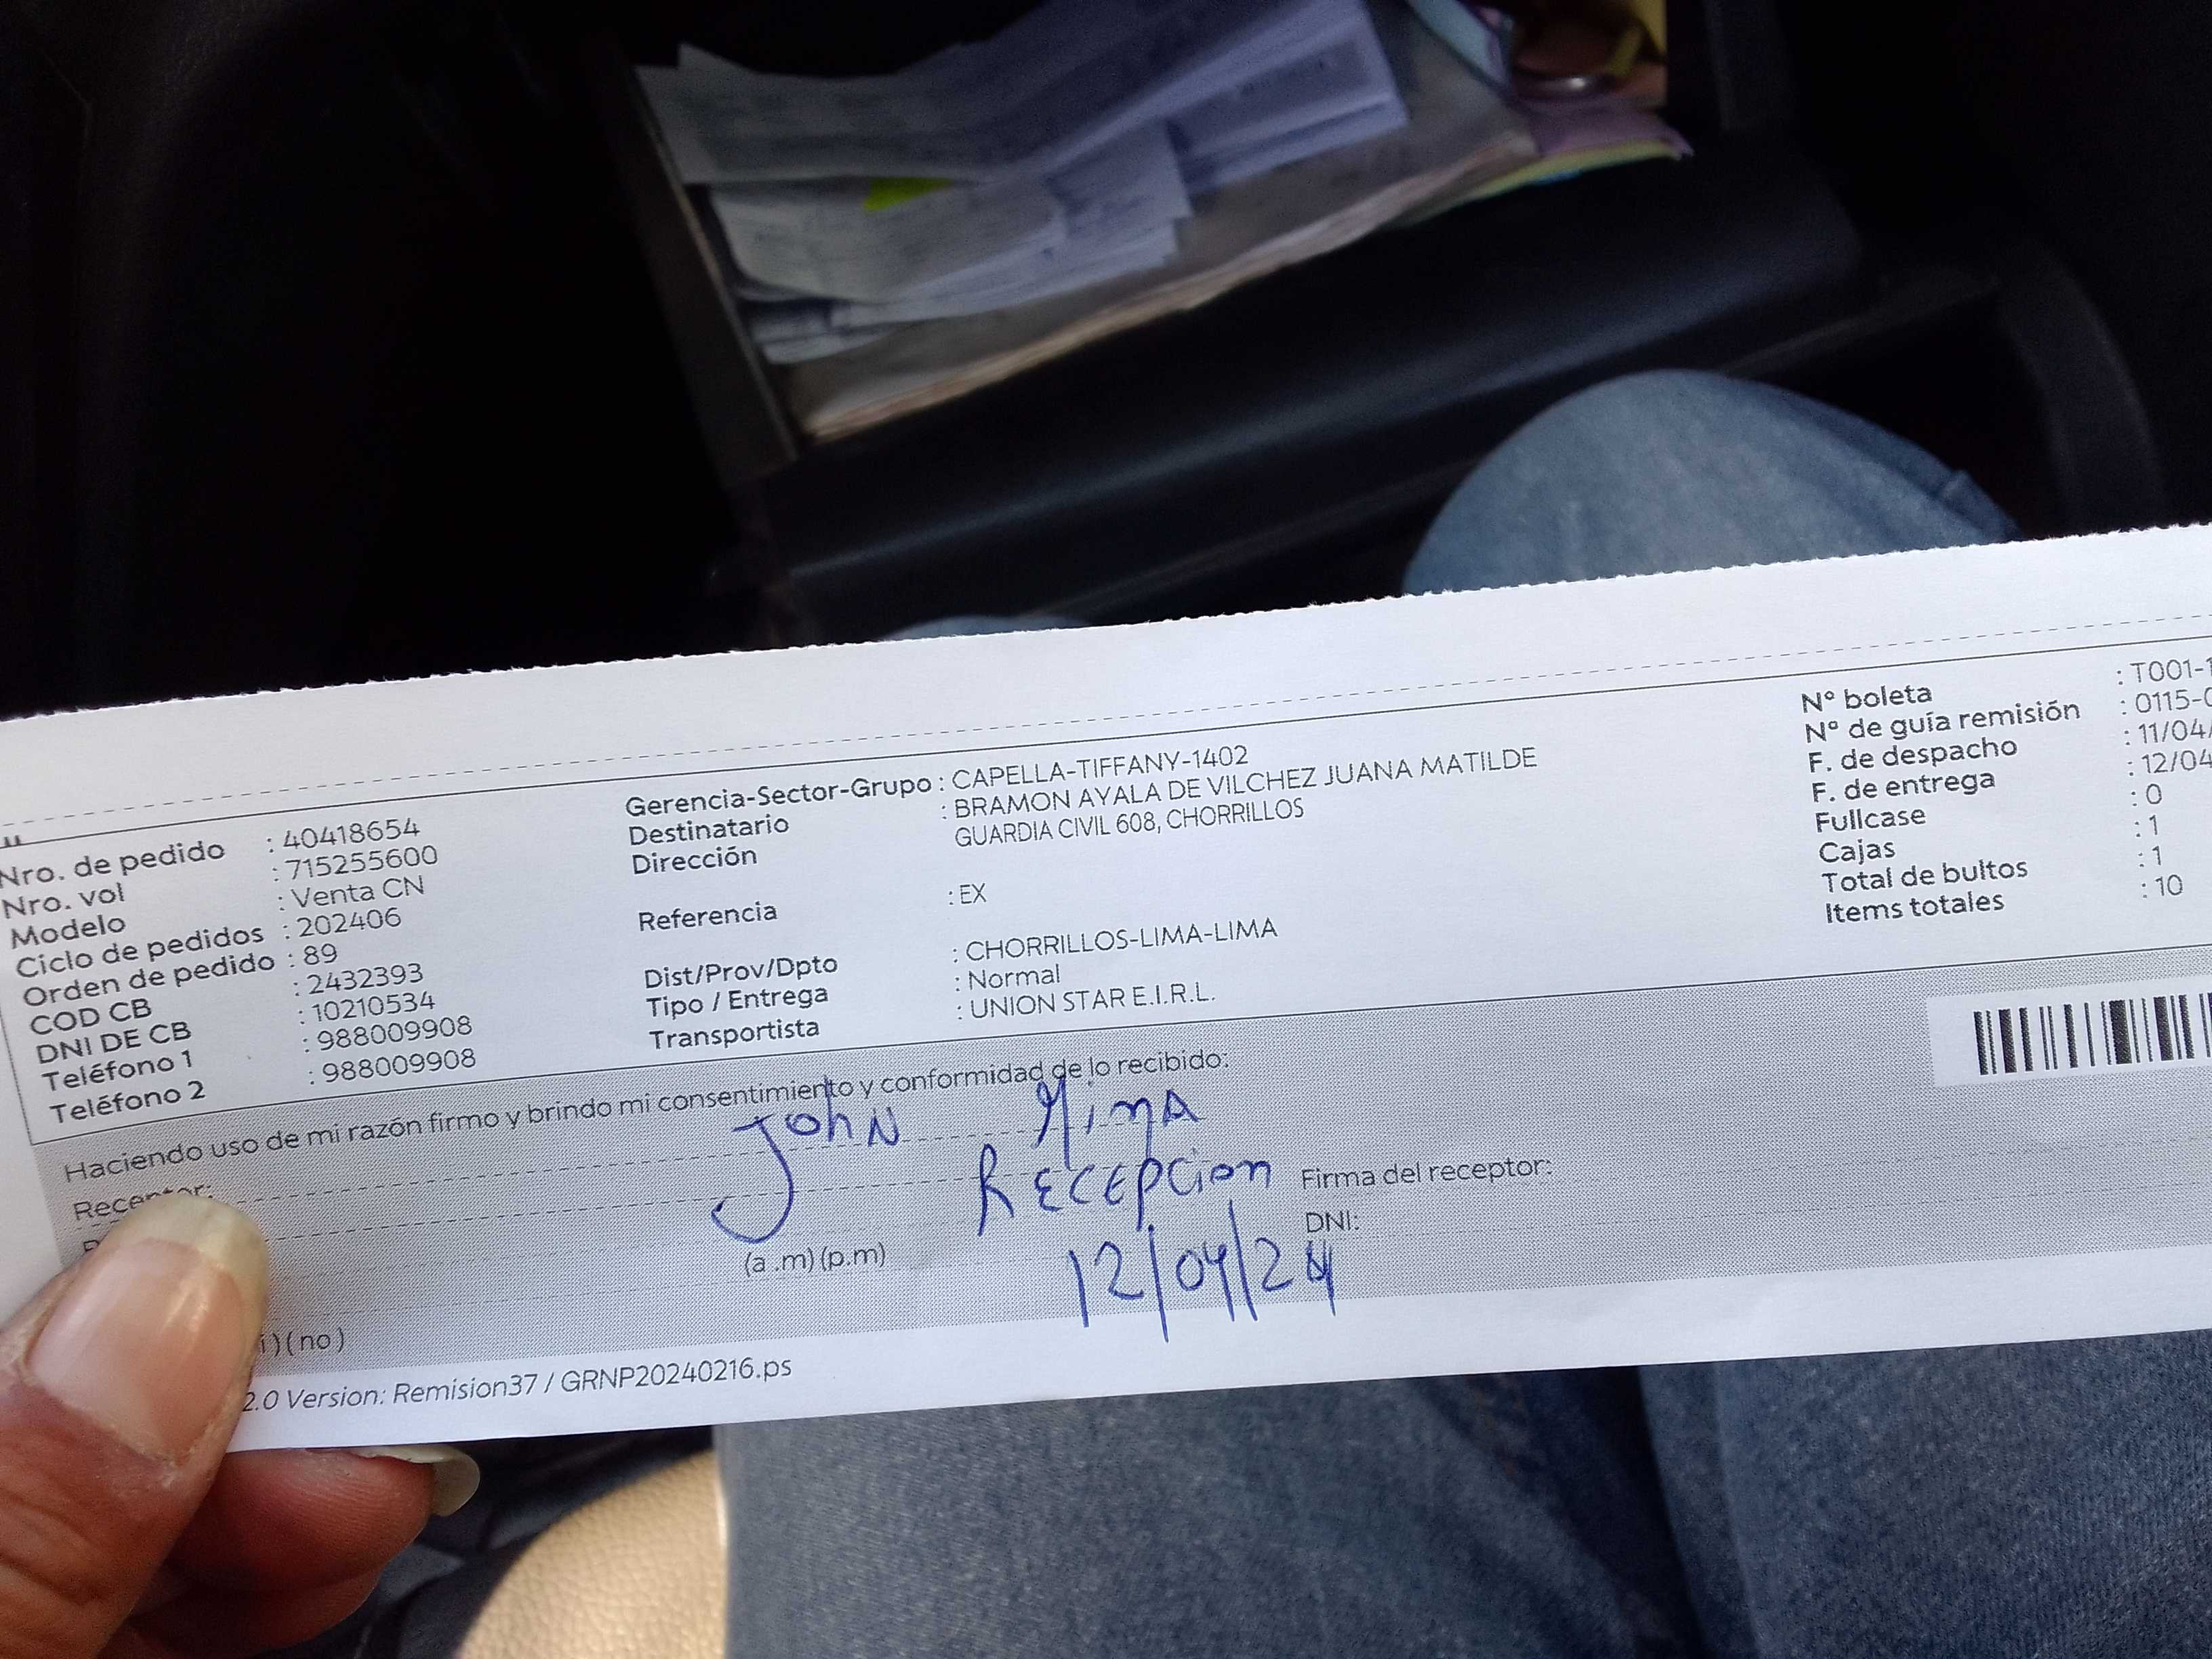 Nro. de pedido : 40418654
Nro. vol : 715255600
Modelo : Venta CN
Ciclo de pedidos : 202406
Orden de pedido : 89
COD CB : 2432393
DNI DE CB : 10210534
Teléfono 1 : 988009908
Teléfono 2 : 988009908
Gerencia-Sector-Grupo : CAPELLA-TIFFANY-1402
Destinatario : BRAMON AYALA DE VILCHEZ JUANA MATILDE
Dirección GUARDIA CIVIL 608, CHORRILLOS
Referencia : EX
Dist/Prov/Dpto : CHORRILLOS-LIMA-LIMA
Tipo / Entrega : Normal
Transportista : UNION STAR E.I.R.L.
N° boleta : T001-1
N° de guía remisión : 0115-0
F. de despacho : 11/04/
F. de entrega : 12/04
Fullcase : 0
Cajas : 1
Total de bultos : 1
Items totales : 10
Haciendo uso de mi razón firmo y brindo mi consentimiento y conformidad de lo recibido:
Receptor:
John
RECEPCION
12/04/24
(a .m) (p.m)
Firma del receptor:
DNI:
i ) ( no )
2.0 Version: Remision37 / GRNP20240216.ps